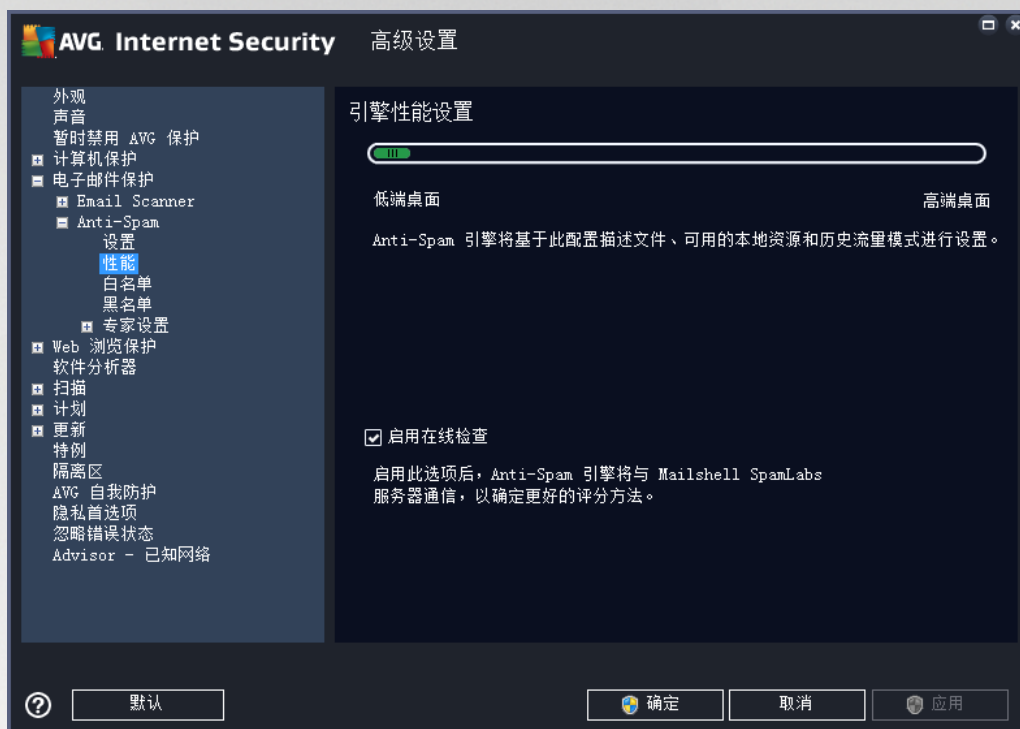 AVG. Internet Security 高级设置
外观
声音
暂时禁用 AVG 保护
计算机保护
电子邮件保护
Email Scanner
Anti-Spam
设置
性能
白名单
黑名单
专家设置
Web 浏览保护
软件分析器
扫描
计划
更新
特例
隔离区
AVG 自我防护
隐私首选项
忽略错误状态
Advisor - 已知网络
引擎性能设置
低端桌面 高端桌面
Anti-Spam 引擎将基于此配置描述文件、可用的本地资源和历史流量模式进行设置。
启用在线检查
启用此选项后，Anti-Spam 引擎将与 Mailshell SpamLabs
服务器通信，以确定更好的评分方法。
默认 确定 取消 应用